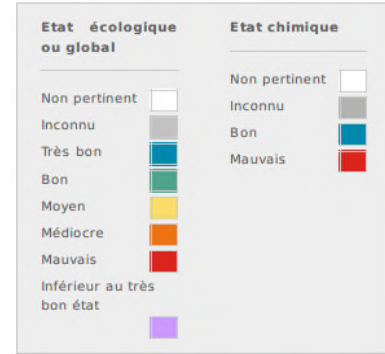 Etat écologique
ou global
Non pertinent
Inconnu
Très bon
Bon
Moyen
Médiocre
Mauvais
Inférieur au très
bon état
Etat chimique
Non pertinent
Inconnu
Bon
Mauvais